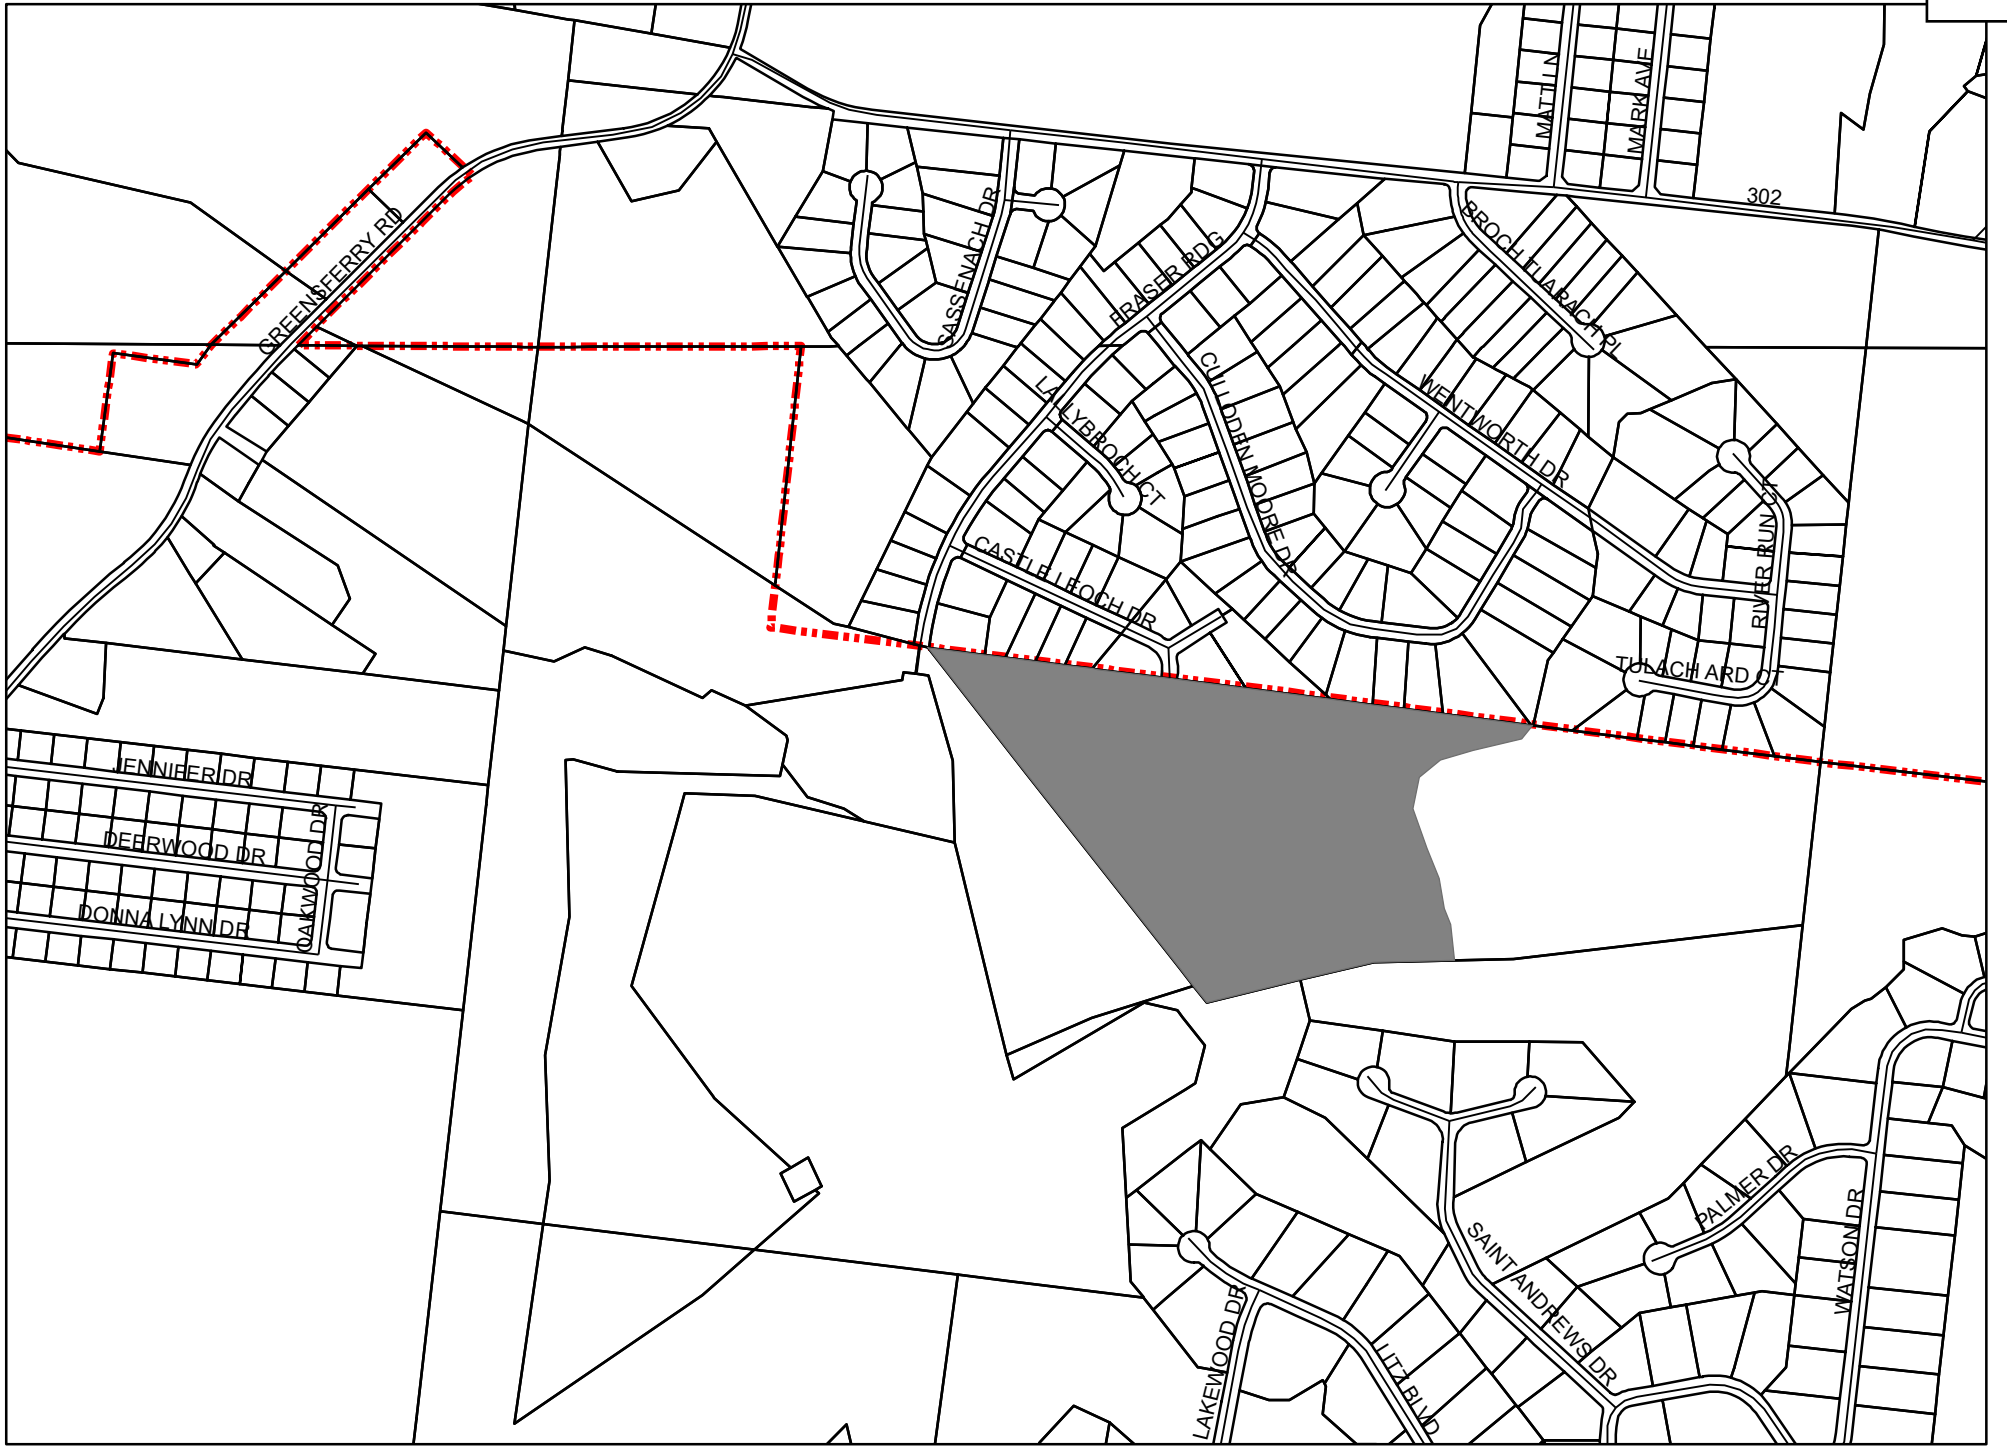 MATT LN
MARK AVE
302
GREENSFERRY RD
SASSENACH DR
FRASER RDG
BROCH TUARACH PL
LALLYBROCH CT
CULLODEN MOORE DR
WENTWORTH DR
CASTLE LEOCH DR
RIVER RUN CT
TULACH ARD CT
JENNIFER DR
DEERWOOD DR
OAKWOOD DR
DONNA LYNN DR
PALMER DR
WATSON DR
SAINT ANDREWS DR
LAKEWOOD DR
LITZ BLVD